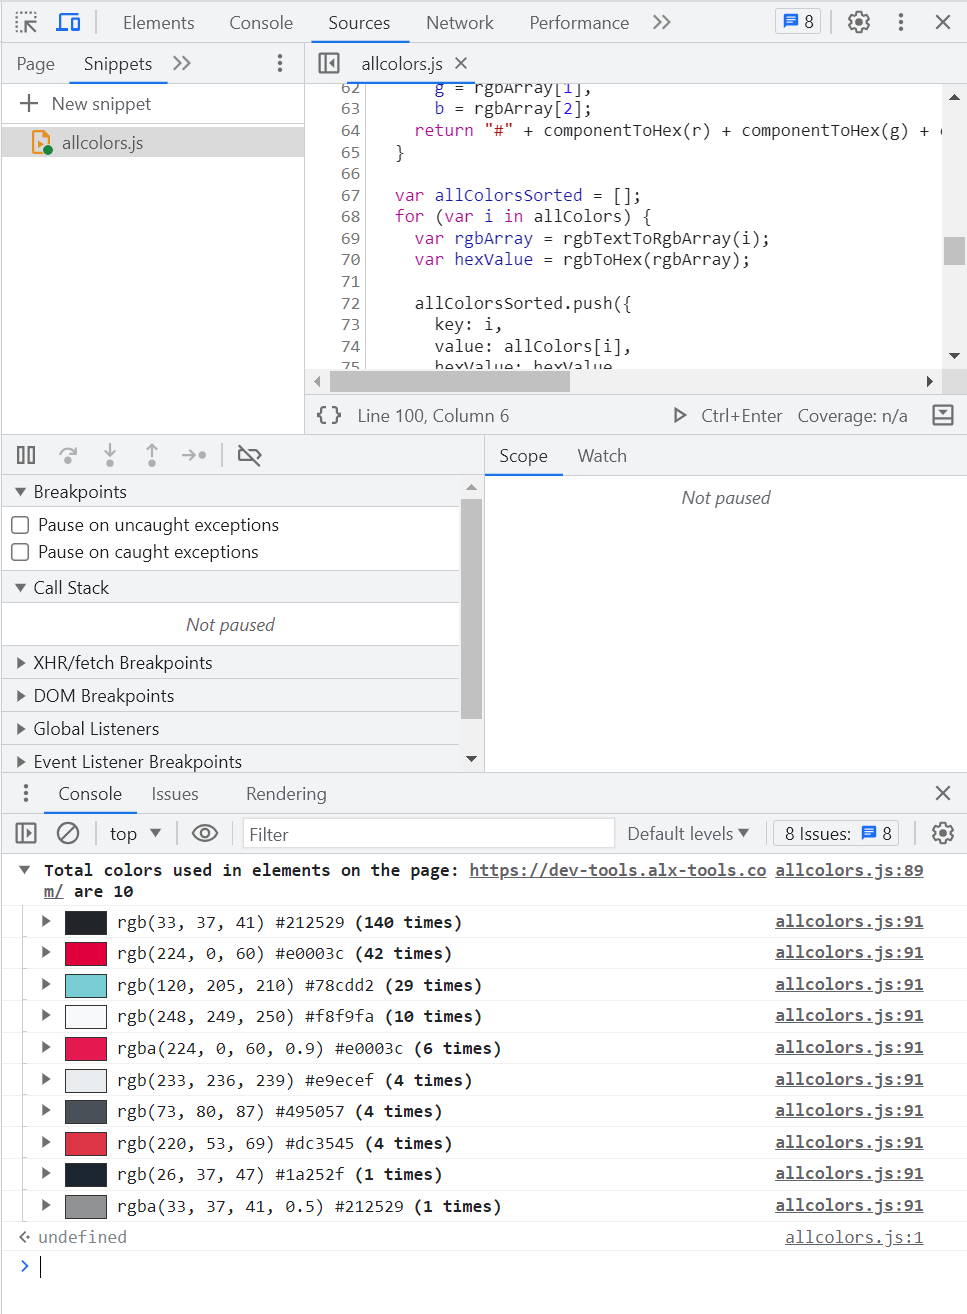 Elements Console Sources Network Performance 8
Page Snippets allcolors.js
New snippet
allcolors.js
62 g = rgbArray[1],
63 b = rgbArray[2];
64 return "#" + componentToHex(r) + componentToHex(g) +
65 }
66
67 var allColorsSorted = [];
68 for (var i in allColors) {
69 var rgbArray = rgbTextToRgbArray(i);
70 var hexValue = rgbToHex(rgbArray);
71
72 allColorsSorted.push({
73 key: i,
74 value: allColors[i],
75 hexValue: hexValue
{ } Line 100, Column 6 Ctrl+Enter Coverage: n/a
Scope Watch
Breakpoints
Not paused
Pause on uncaught exceptions
Pause on caught exceptions
Call Stack
Not paused
XHR/fetch Breakpoints
DOM Breakpoints
Global Listeners
Event Listener Breakpoints
Console Issues Rendering
top Filter Default levels 8 Issues: 8
Total colors used in elements on the page: https://dev-tools.alx-tools.co allcolors.js:89
m/ are 10
rgb(33, 37, 41) #212529 (140 times) allcolors.js:91
rgb(224, 0, 60) #e0003c (42 times) allcolors.js:91
rgb(120, 205, 210) #78cdd2 (29 times) allcolors.js:91
rgb(248, 249, 250) #f8f9fa (10 times) allcolors.js:91
rgba(224, 0, 60, 0.9) #e0003c (6 times) allcolors.js:91
rgb(233, 236, 239) #e9ecef (4 times) allcolors.js:91
rgb(73, 80, 87) #495057 (4 times) allcolors.js:91
rgb(220, 53, 69) #dc3545 (4 times) allcolors.js:91
rgb(26, 37, 47) #1a252f (1 times) allcolors.js:91
rgba(33, 37, 41, 0.5) #212529 (1 times) allcolors.js:91
undefined allcolors.js:1